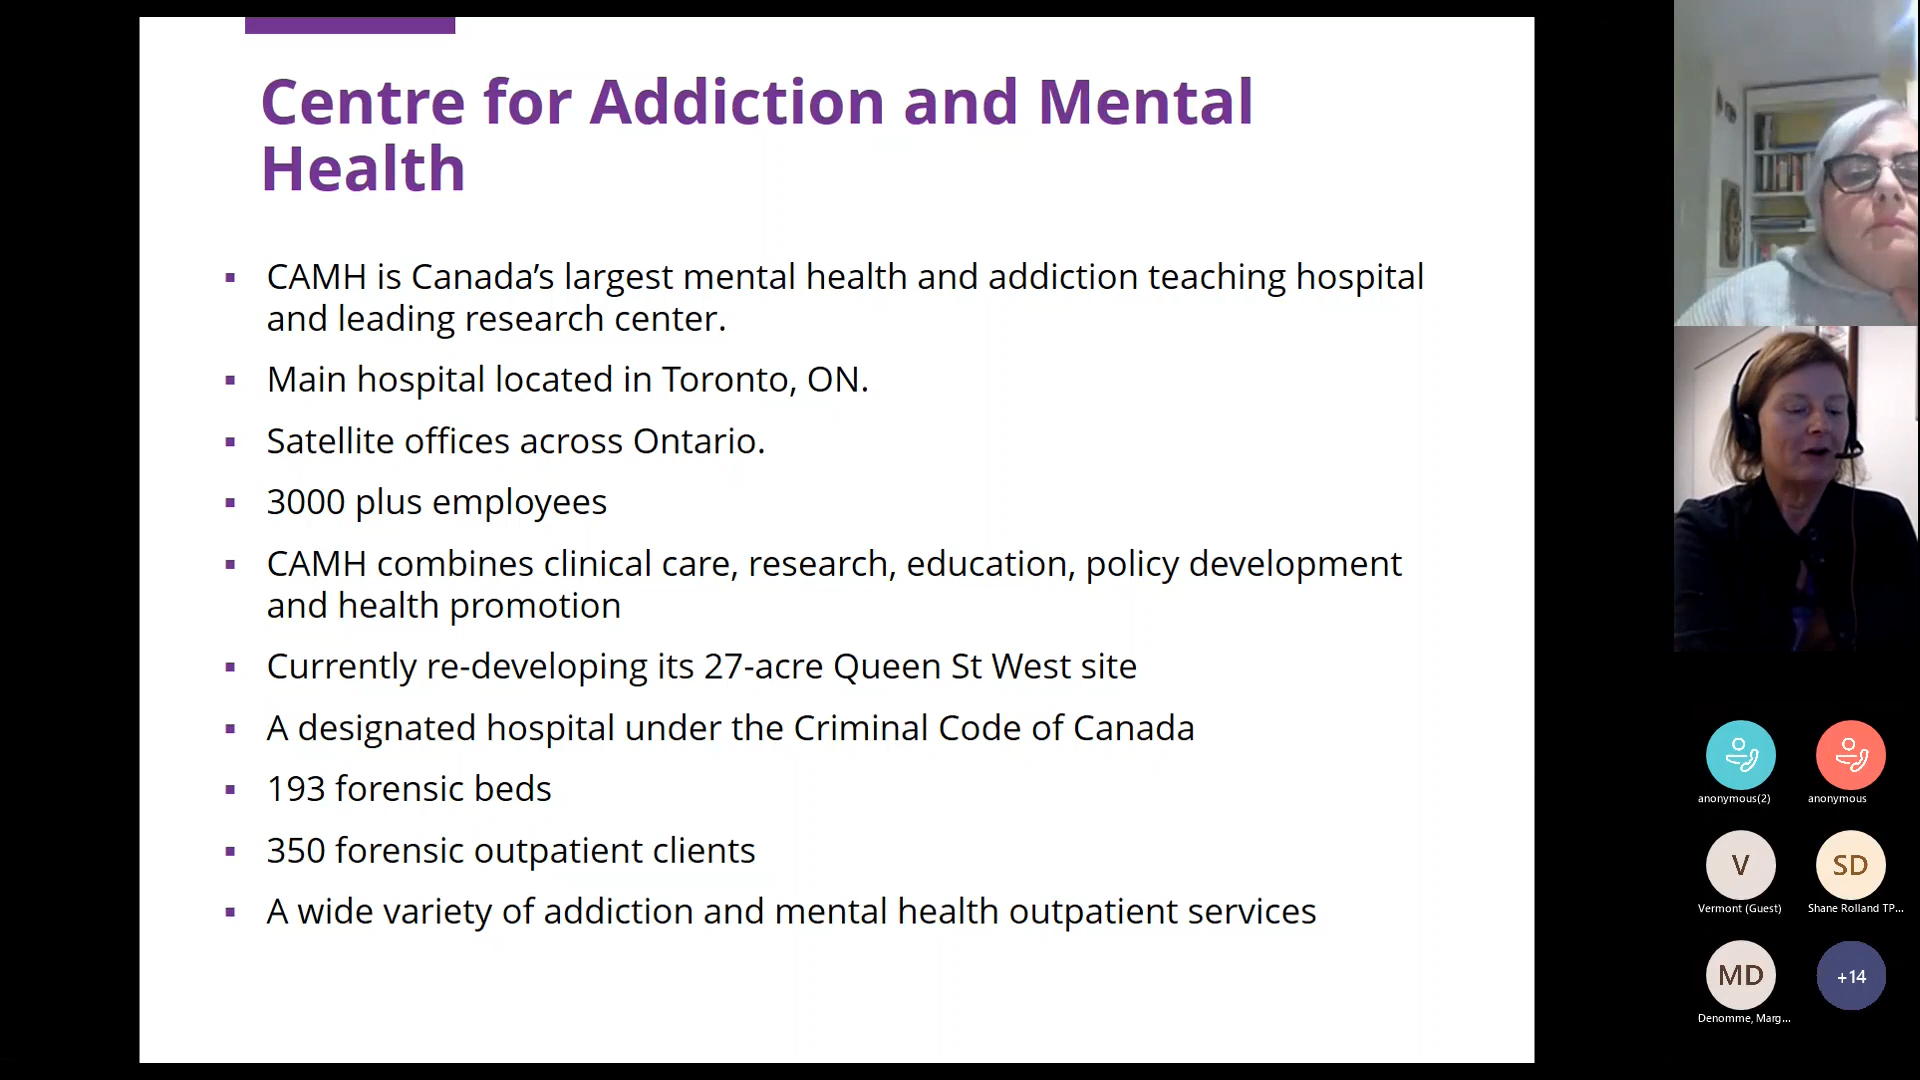 Centre for Addiction and Mental
Health
▪ CAMH is Canada’s largest mental health and addiction teaching hospital
and leading research center.
▪ Main hospital located in Toronto, ON.
▪ Satellite offices across Ontario.
▪ 3000 plus employees
▪ CAMH combines clinical care, research, education, policy development
and health promotion
▪ Currently re-developing its 27-acre Queen St West site
▪ A designated hospital under the Criminal Code of Canada
▪ 193 forensic beds
▪ 350 forensic outpatient clients
▪ A wide variety of addiction and mental health outpatient services
anonymous(2)
anonymous
V
SD
Vermont (Guest)
Shane Rolland TP...
MD
+14
Denomme, Marg...